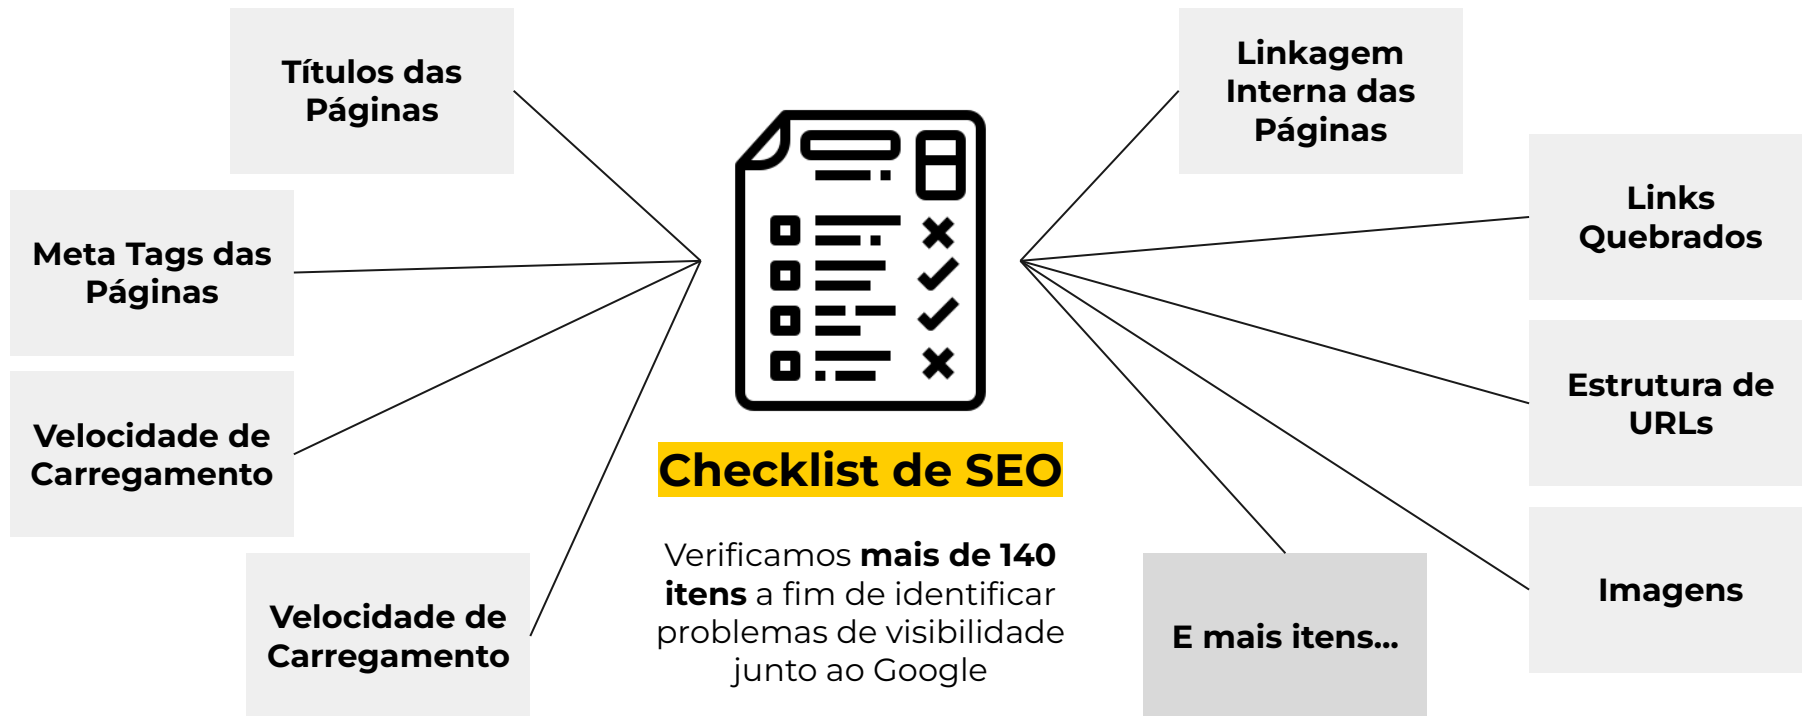 Títulos das
Páginas
Meta Tags das
Páginas
Velocidade de
Carregamento
Velocidade de
Carregamento
Checklist de SEO
Verificamos mais de 140
itens a fim de identificar
problemas de visibilidade
junto ao Google
Linkagem
Interna das
Páginas
Links
Quebrados
Estrutura de
URLs
Imagens
E mais itens...